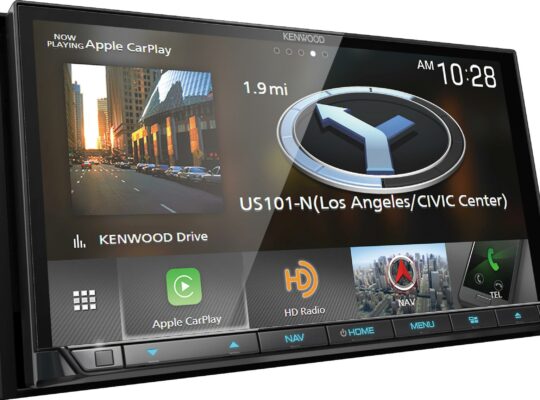 KENWOOD
NOW
PLAYING Apple CarPlay
AM 10:28
1.9 mi
US101-N(Los Angeles/CIVIC Center)
KENWOOD Drive
Apple CarPlay
HD
HD Radio
NAV
TEL
NAV
HOME
MENU